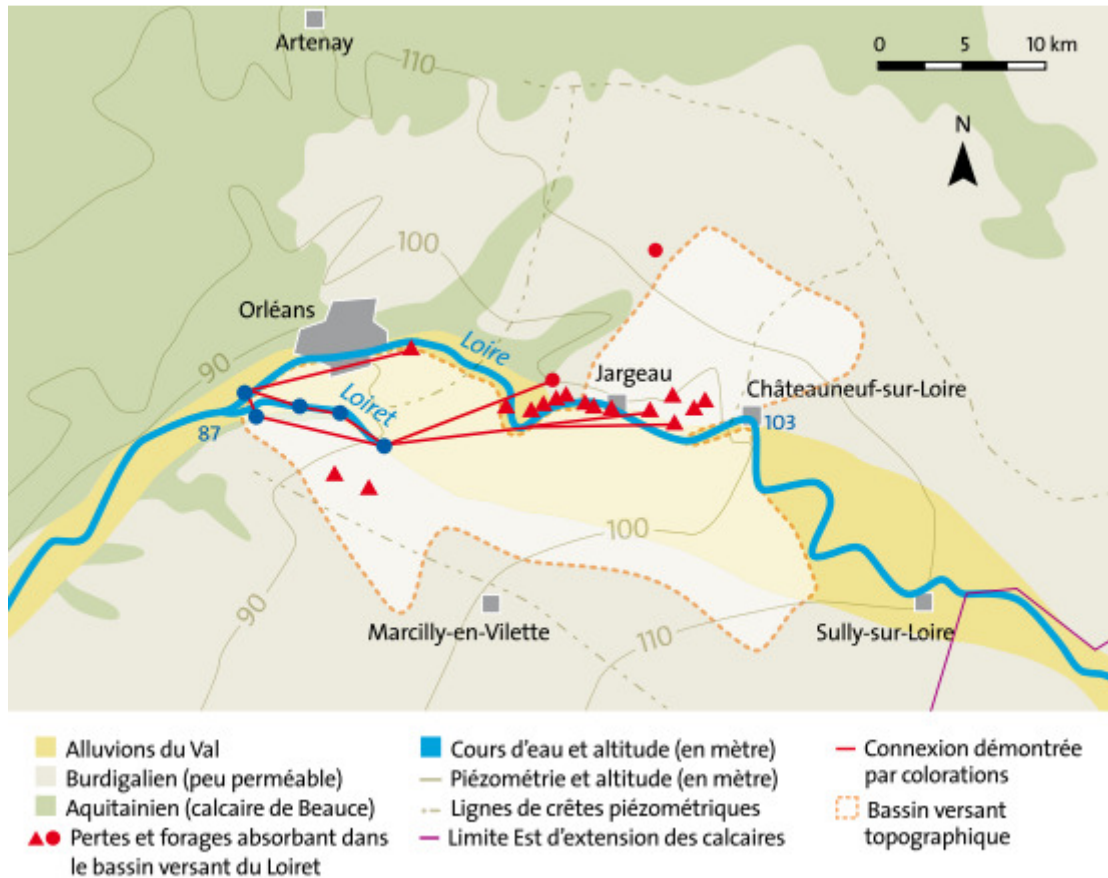 Artenay
0 5 10 km
N
110
100
Orléans
Loire
90
Jargeau
Châteauneuf-sur-Loire
Loiret
87
103
100
90
Marcilly-en-Vilette
110
Sully-sur-Loire
Alluvions du Val
Burdigalien (peu perméable)
Aquitainien (calcaire de Beauce)
Pertes et forages absorbant dans
le bassin versant du Loiret
Cours d'eau et altitude (en mètre)
Piézométrie et altitude (en mètre)
Lignes de crêtes piézometriques
Limite Est d'extension des calcaires
Connexion démontrée
par colorations
Bassin versant
topographique